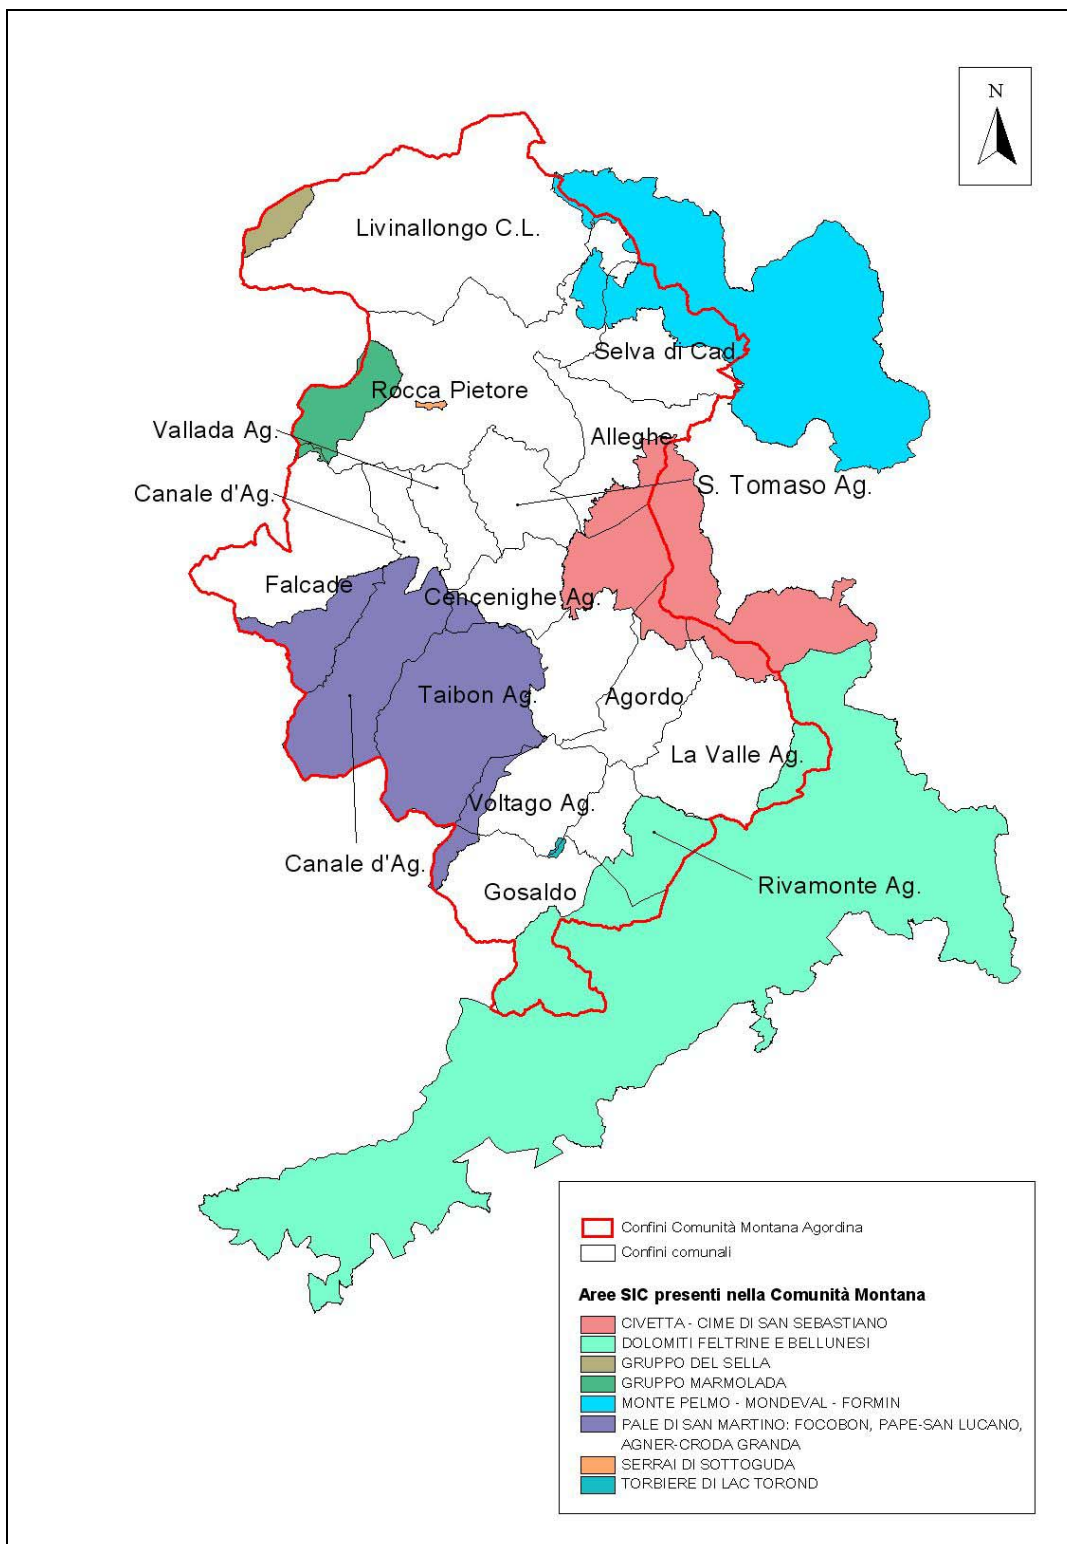 N
Livinallongo C.L.
Selva di Cad.
Rocca Pietore
Vallada Ag.
Alleghe
Canale d'Ag.
S. Tomaso Ag.
Falcade
Cencenighe Ag.
Taibon Ag.
Agordo
La Valle Ag.
Voltago Ag.
Canale d'Ag.
Gosaldo
Rivamonte Ag.
Confini Comunità Montana Agordina
Confini comunali
Aree SIC presenti nella Comunità Montana
CIVETTA - CIME DI SAN SEBASTIANO
DOLOMITI FELTRINE E BELLUNESI
GRUPPO DEL SELLA
GRUPPO MARMOLADA
MONTE PELMO - MONDEVAL - FORMIN
PALE DI SAN MARTINO: FOCOBON, PAPE-SAN LUCANO,
AGNER-CRODA GRANDA
SERRAI DI SOTTOGUDA
TORBIERE DI LAC TOROND